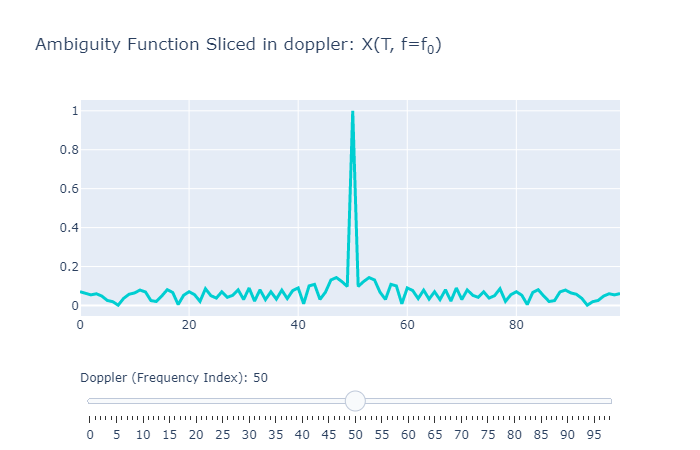 Ambiguity Function Sliced in doppler: X(T, f=f₀)
1
0.8
0.6
0.4
0.2
0
0 20 40 60 80
Doppler (Frequency Index): 50
0 5 10 15 20 25 30 35 40 45 50 55 60 65 70 75 80 85 90 95